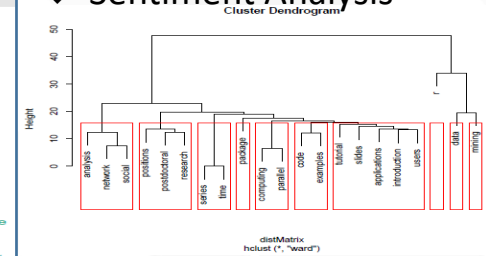 ❖ Sentiment Analysis
Cluster Dendrogram
Height
50
40
30
20
10
0
analysis
network
social
positions
postdoctoral
research
series
time
package
computing
parallel
code
examples
tutorial
slides
applications
introduction
users
r
data
mining
distMatrix
hclust (*, "ward")
e